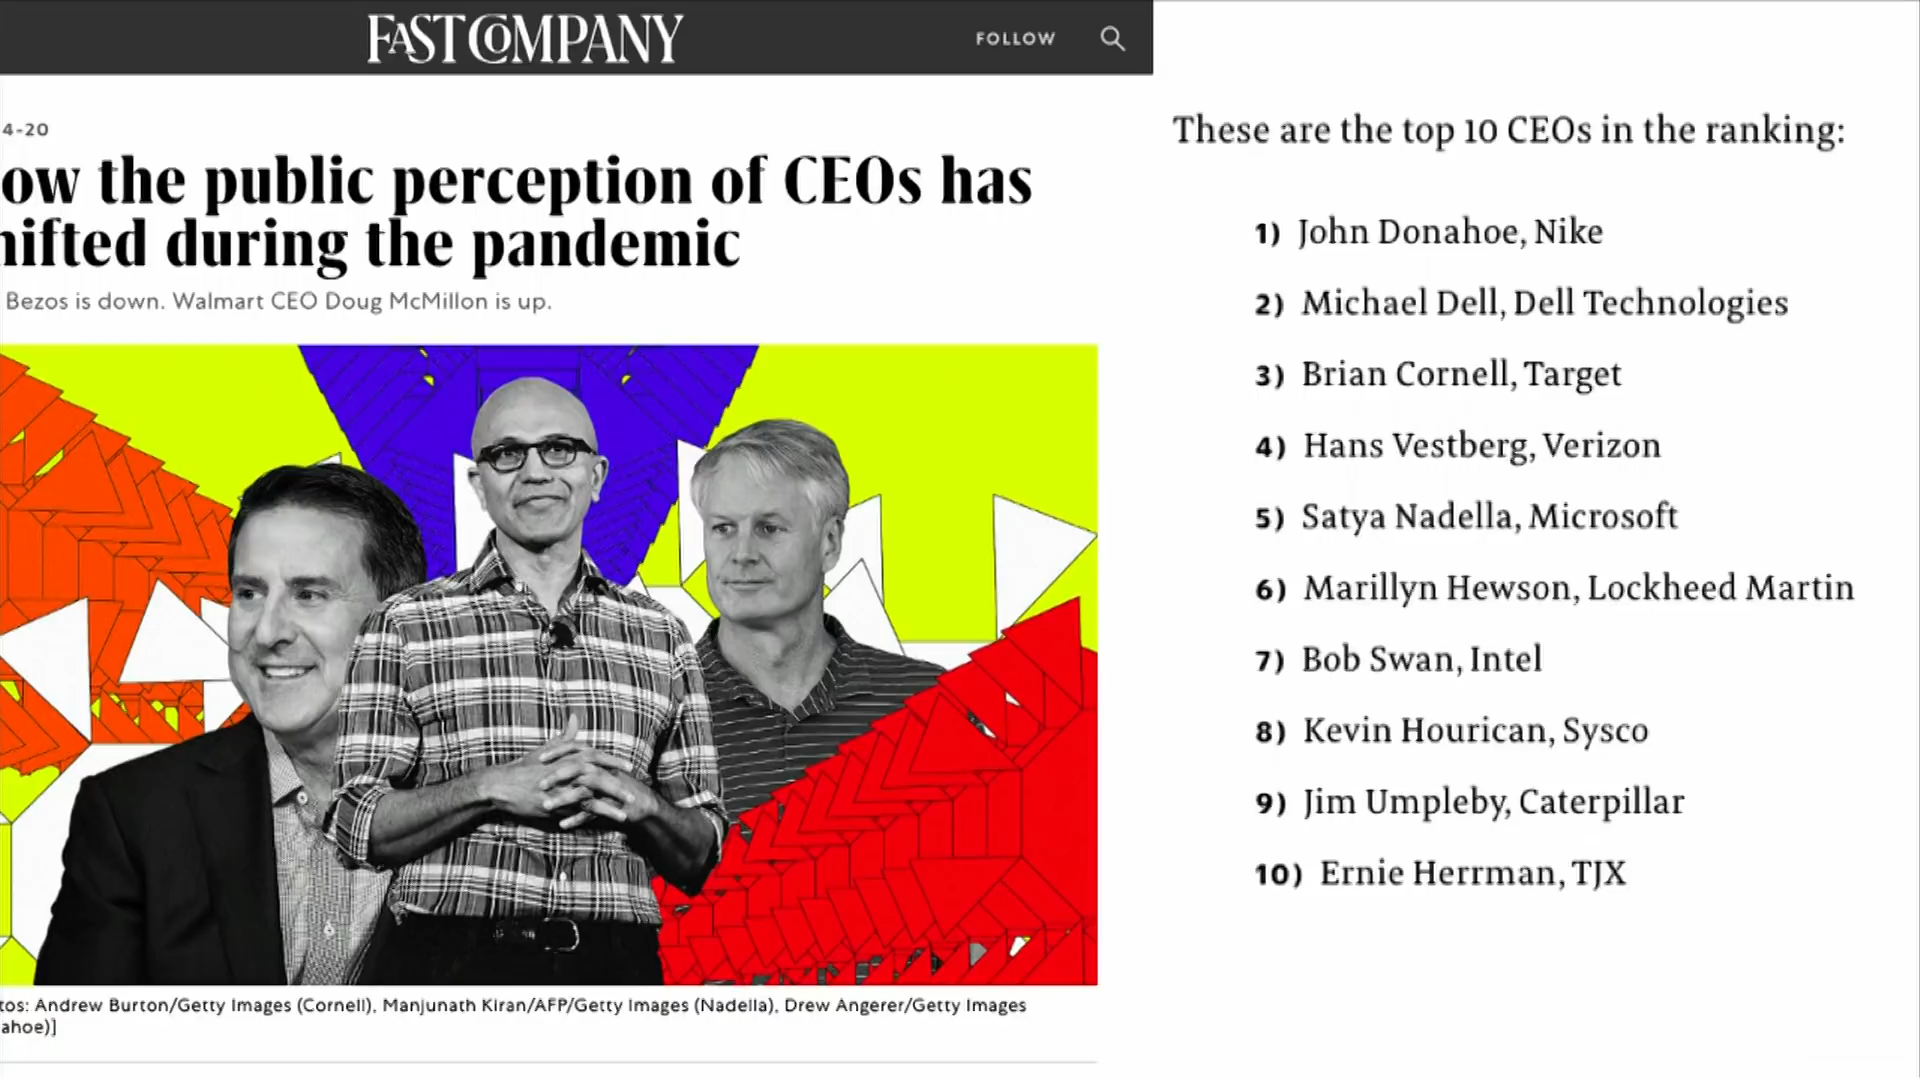 FAST COMPANY
FOLLOW
4-20
ow the public perception of CEOs has
hifted during the pandemic
Bezos is down. Walmart CEO Doug McMillon is up.
tos: Andrew Burton/Getty Images (Cornell), Manjunath Kiran/AFP/Getty Images (Nadella), Drew Angerer/Getty Images
ahoe)]
These are the top 10 CEOs in the ranking:
1) John Donahoe, Nike
2) Michael Dell, Dell Technologies
3) Brian Cornell, Target
4) Hans Vestberg, Verizon
5) Satya Nadella, Microsoft
6) Marillyn Hewson, Lockheed Martin
7) Bob Swan, Intel
8) Kevin Hourican, Sysco
9) Jim Umpleby, Caterpillar
10) Ernie Herrman, TJX